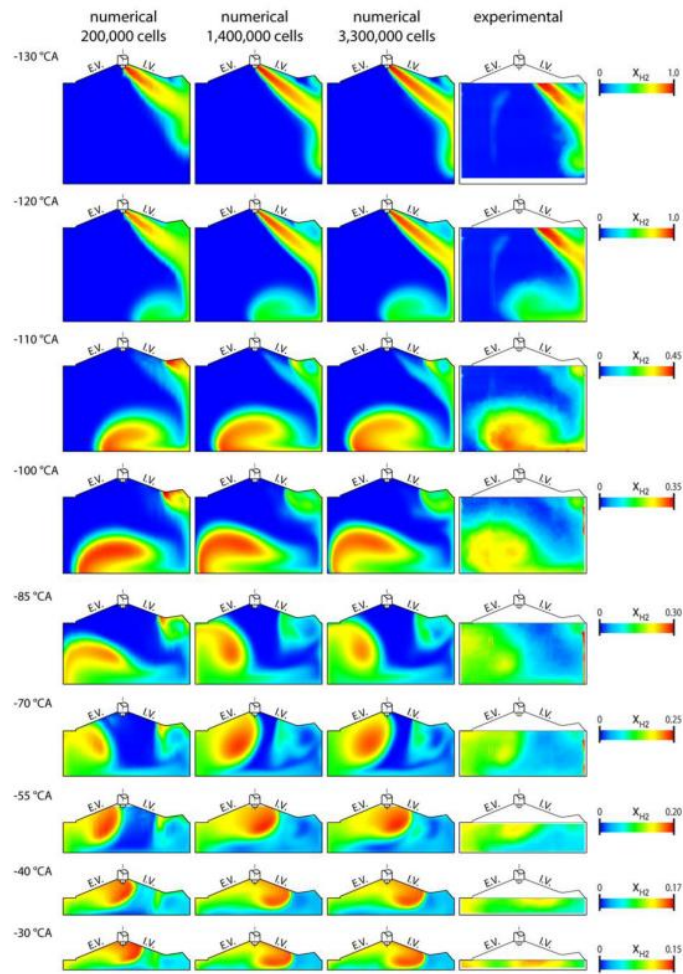 numerical numerical numerical experimental
200,000 cells 1,400,000 cells 3,300,000 cells
-130 °CA
E.V. I.V. E.V. I.V. E.V. I.V. 0 XH2 1.0
-120 °CA
E.V. I.V. E.V. I.V. E.V. I.V. 0 XH2 1.0
-110 °CA
E.V. I.V. E.V. I.V. E.V. I.V. 0 XH2 0.45
-100 °CA
E.V. I.V. E.V. I.V. E.V. I.V. 0 XH2 0.35
-85 °CA
E.V. I.V. E.V. I.V. E.V. I.V. 0 XH2 0.30
-70 °CA
E.V. I.V. E.V. I.V. E.V. I.V. 0 XH2 0.25
-55 °CA
E.V. I.V. E.V. I.V. E.V. I.V. 0 XH2 0.20
-40 °CA
E.V. I.V. E.V. I.V. E.V. I.V. 0 XH2 0.17
-30 °CA
E.V. I.V. E.V. I.V. E.V. I.V. 0 XH2 0.15